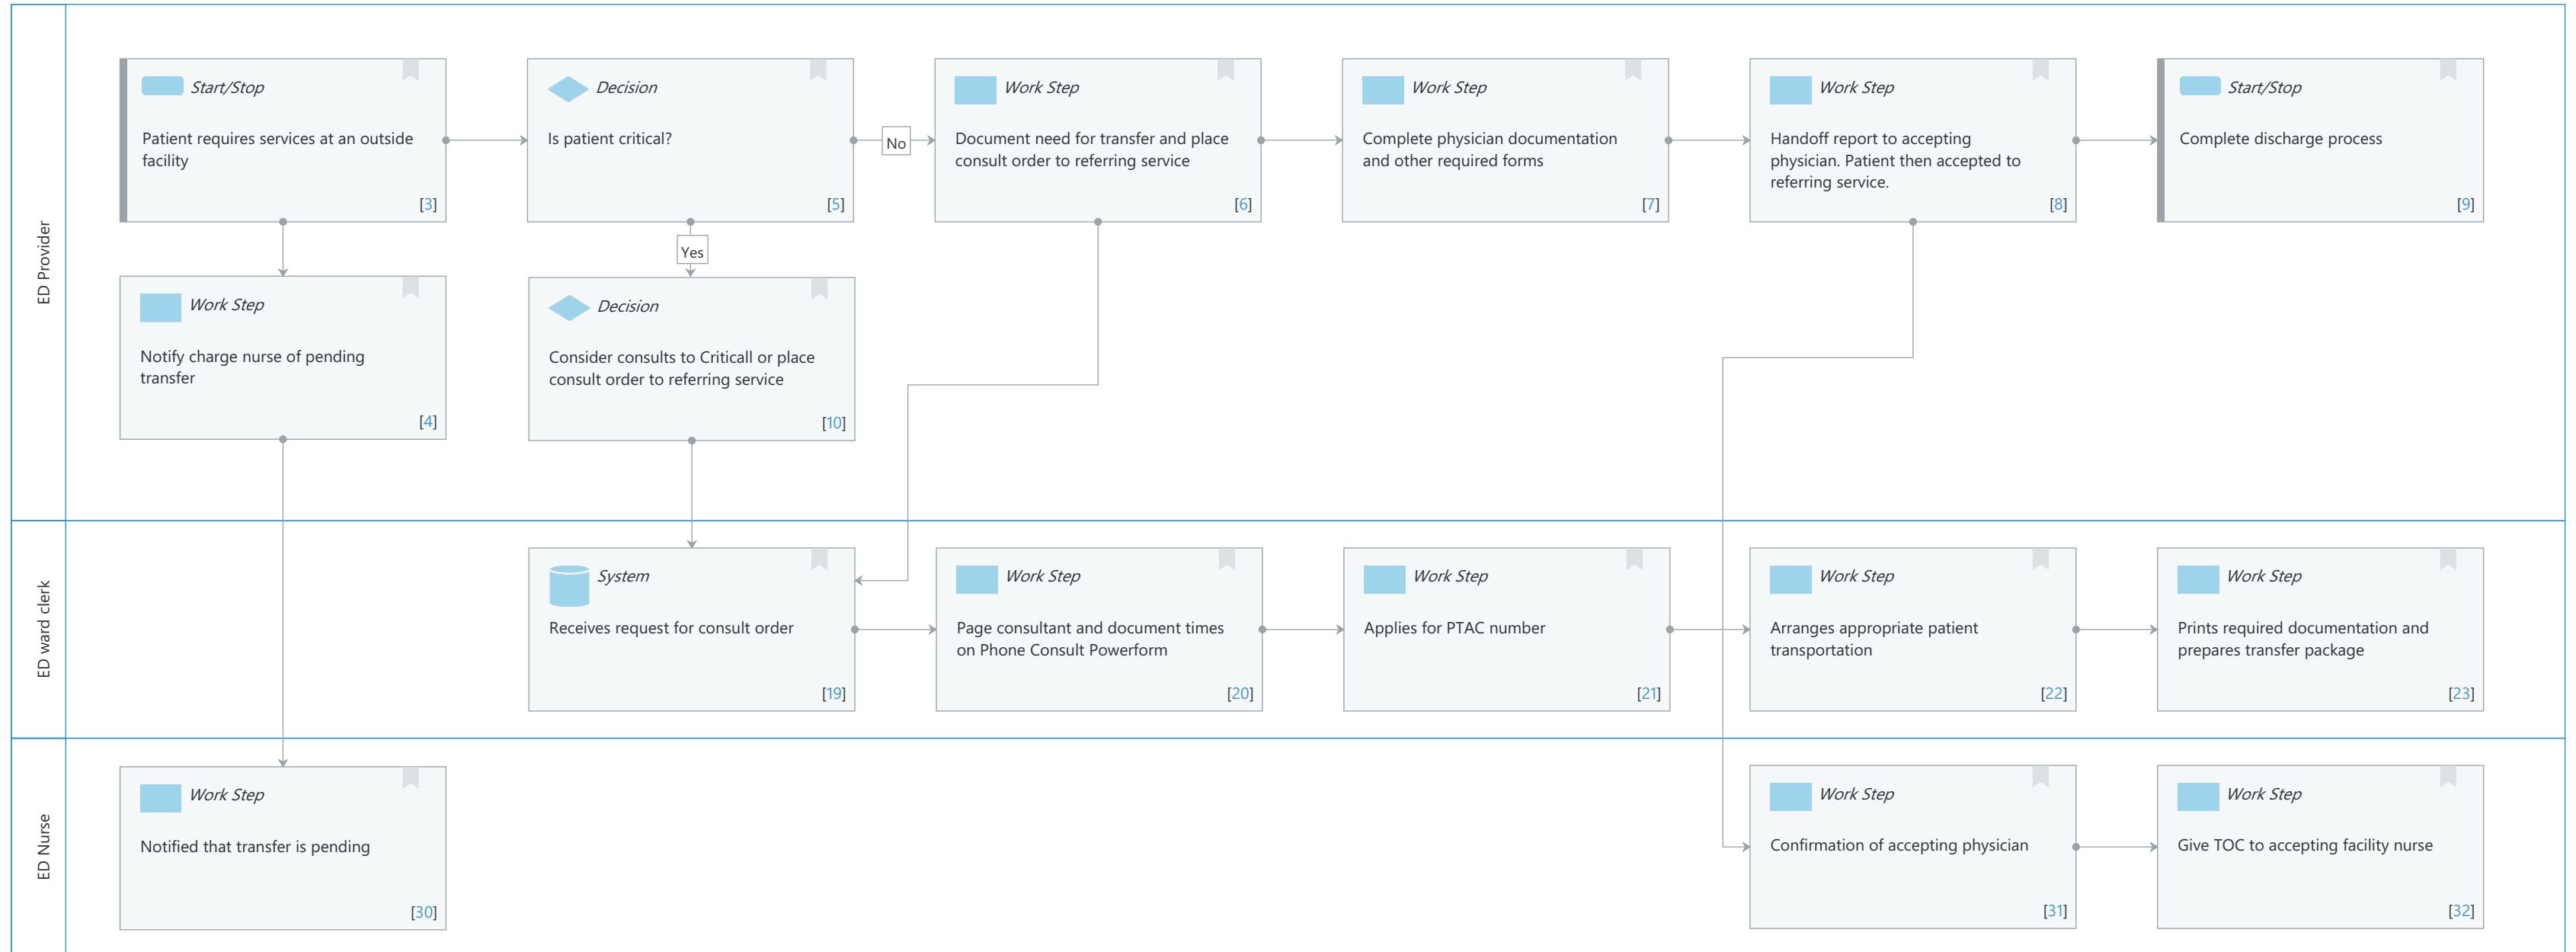 ED Provider
Start/Stop
Patient requires services at an outside
facility
[3]
Decision
Is patient critical?
[5]
No
Work Step
Document need for transfer and place
consult order to referring service
[6]
Work Step
Complete physician documentation
and other required forms
[7]
Work Step
Handoff report to accepting
physician. Patient then accepted to
referring service.
[8]
Start/Stop
Complete discharge process
[9]
Yes
Work Step
Notify charge nurse of pending
transfer
[4]
Decision
Consider consults to Criticall or place
consult order to referring service
[10]
ED ward clerk
System
Receives request for consult order
[19]
Work Step
Page consultant and document times
on Phone Consult Powerform
[20]
Work Step
Applies for PTAC number
[21]
Work Step
Arranges appropriate patient
transportation
[22]
Work Step
Prints required documentation and
prepares transfer package
[23]
ED Nurse
Work Step
Notified that transfer is pending
[30]
Work Step
Confirmation of accepting physician
[31]
Work Step
Give TOC to accepting facility nurse
[32]